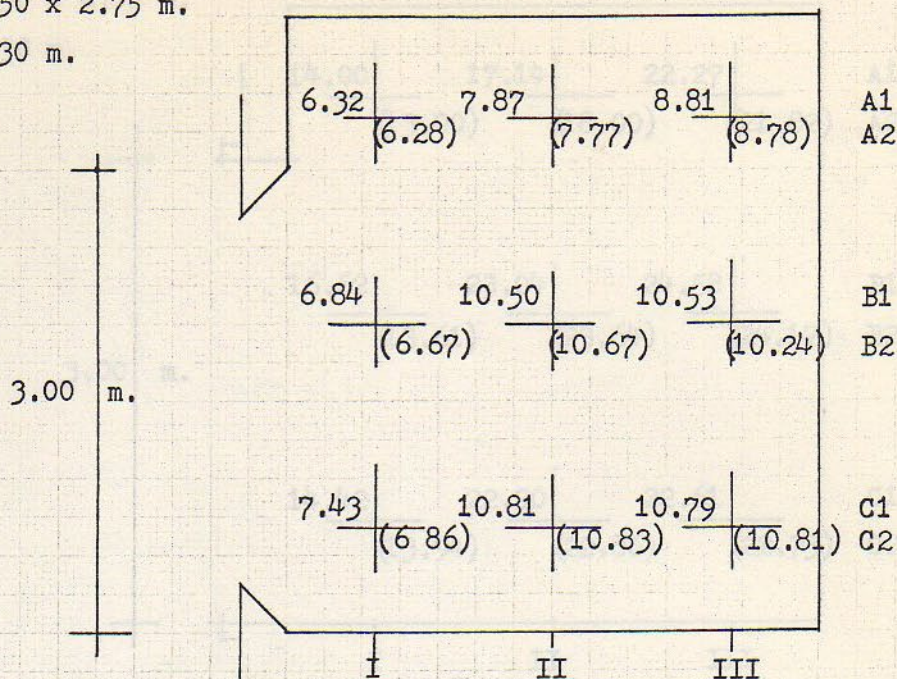 50 x 2.75 m.
30 m.
6.32 7.87 8.81 A1
(6.28) (7.77) (8.78) A2
6.84 10.50 10.53 B1
(6.67) (10.67) (10.24) B2
3.00 m.
7.43 10.81 10.79 C1
(6 86) (10.83) (10.81) C2
I II III